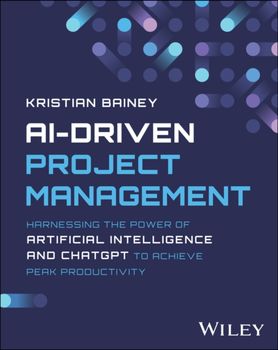 KRISTIAN BAINEY
AI-DRIVEN
PROJECT
MANAGEMENT
HARNESSING THE POWER OF
ARTIFICIAL INTELLIGENCE
AND CHATGPT TO ACHIEVE
PEAK PRODUCTIVITY
WILEY